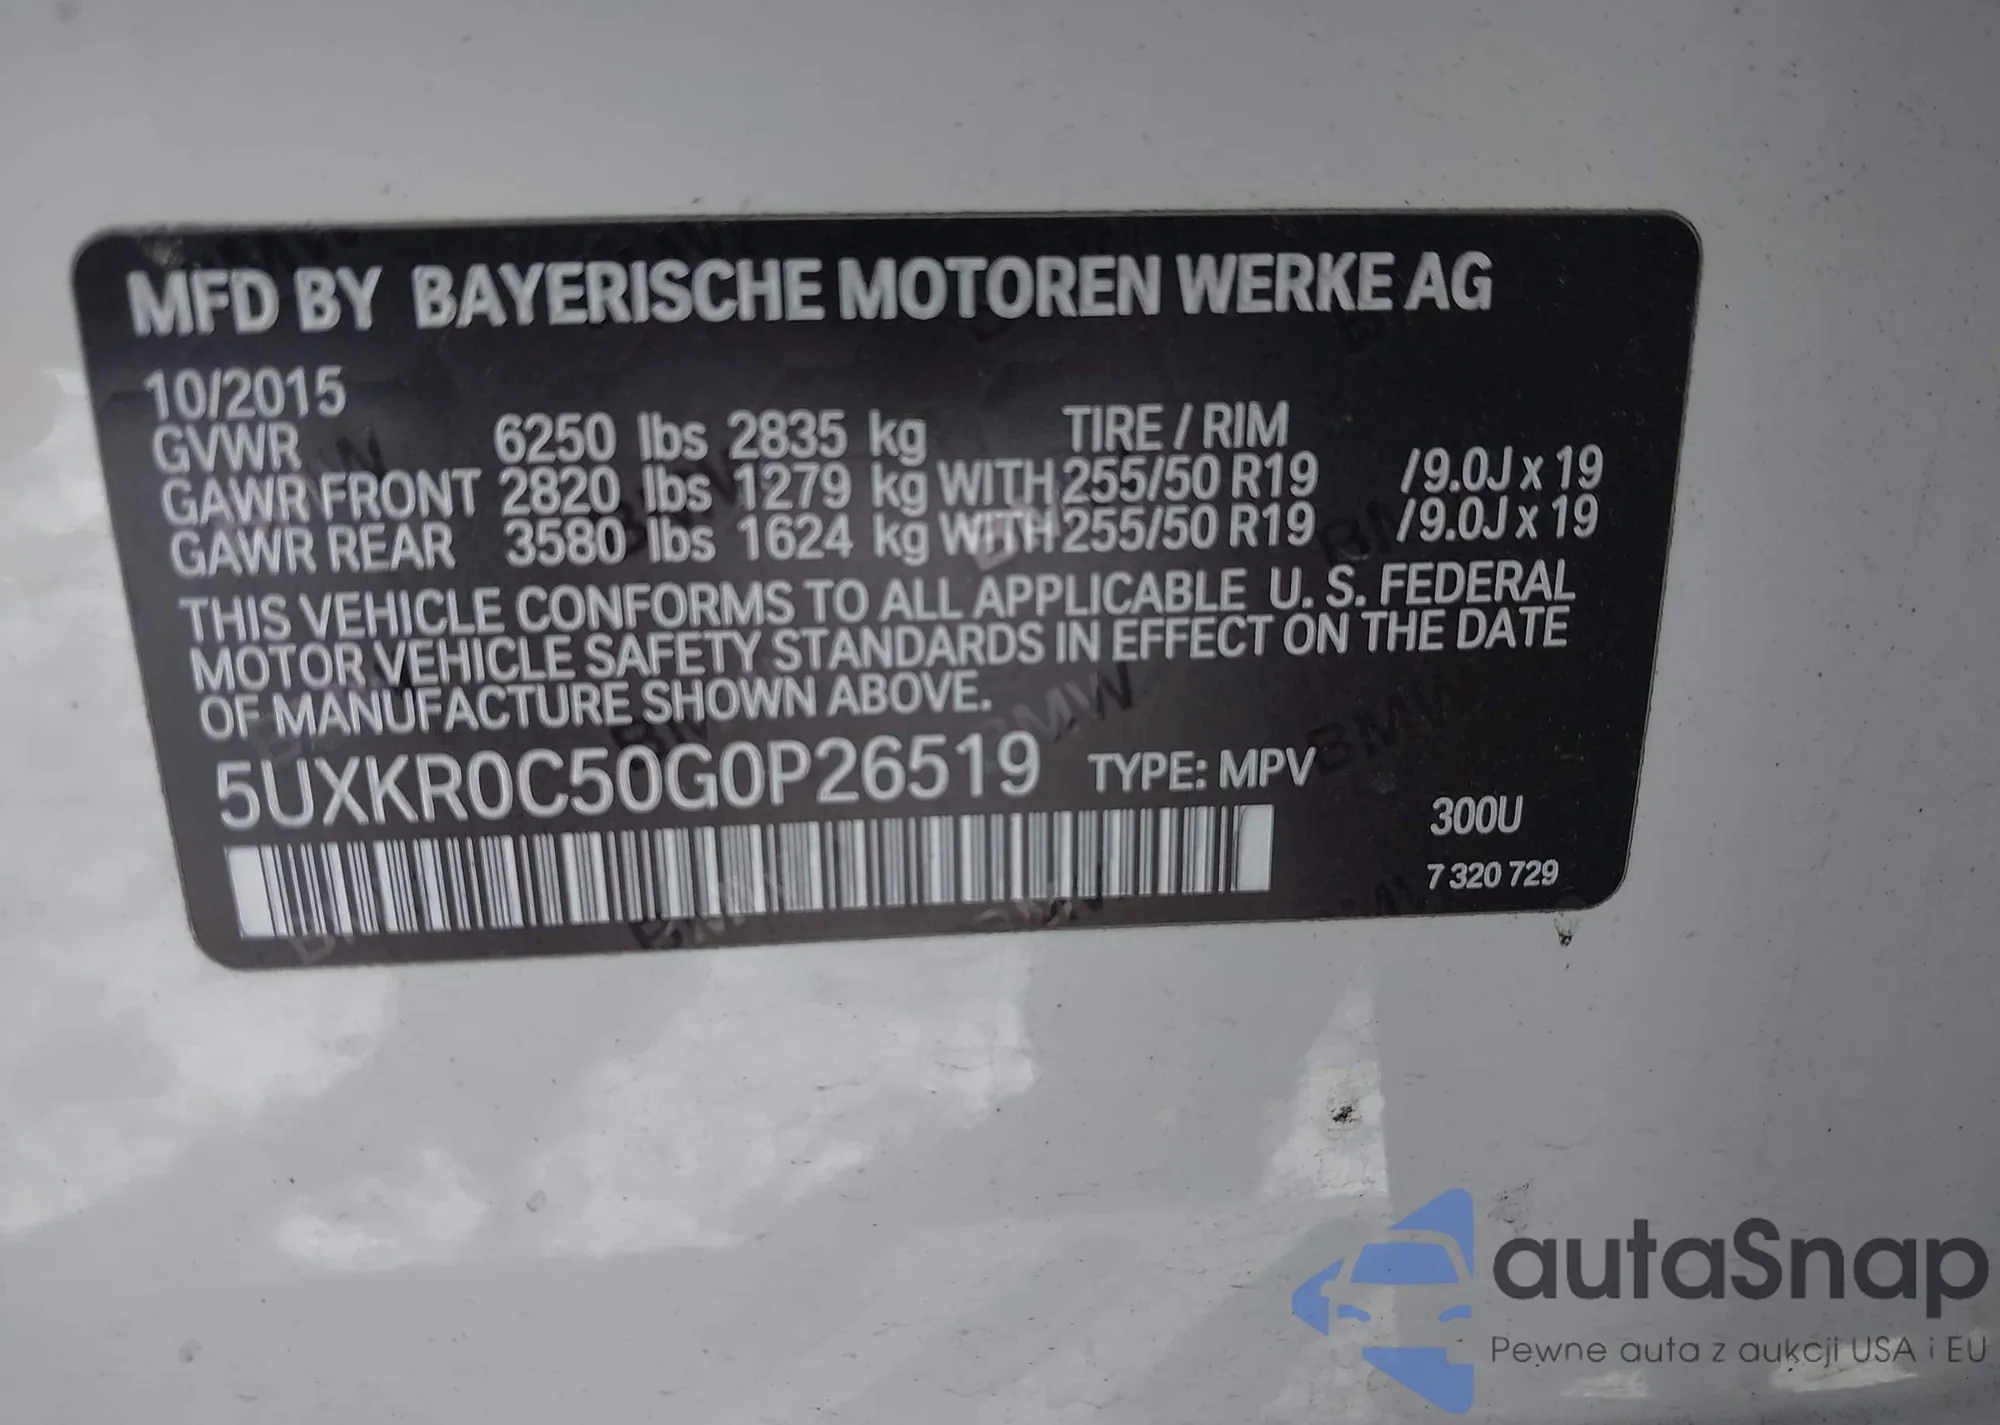 MFD BY BAYERISCHE MOTOREN WERKE AG
10/2015
GVWR 6250 lbs 2835 kg TIRE / RIM
GAWR FRONT 2820 lbs 1279 kg WITH 255/50 R19 /9.0J x 19
GAWR REAR 3580 lbs 1624 kg WITH 255/50 R19 /9.0J x 19
THIS VEHICLE CONFORMS TO ALL APPLICABLE U. S. FEDERAL
MOTOR VEHICLE SAFETY STANDARDS IN EFFECT ON THE DATE
OF MANUFACTURE SHOWN ABOVE.
5UXKR0C50G0P26519 TYPE: MPV
300U
7 320 729
autaSnap
Pewne auta z aukcji USA i EU